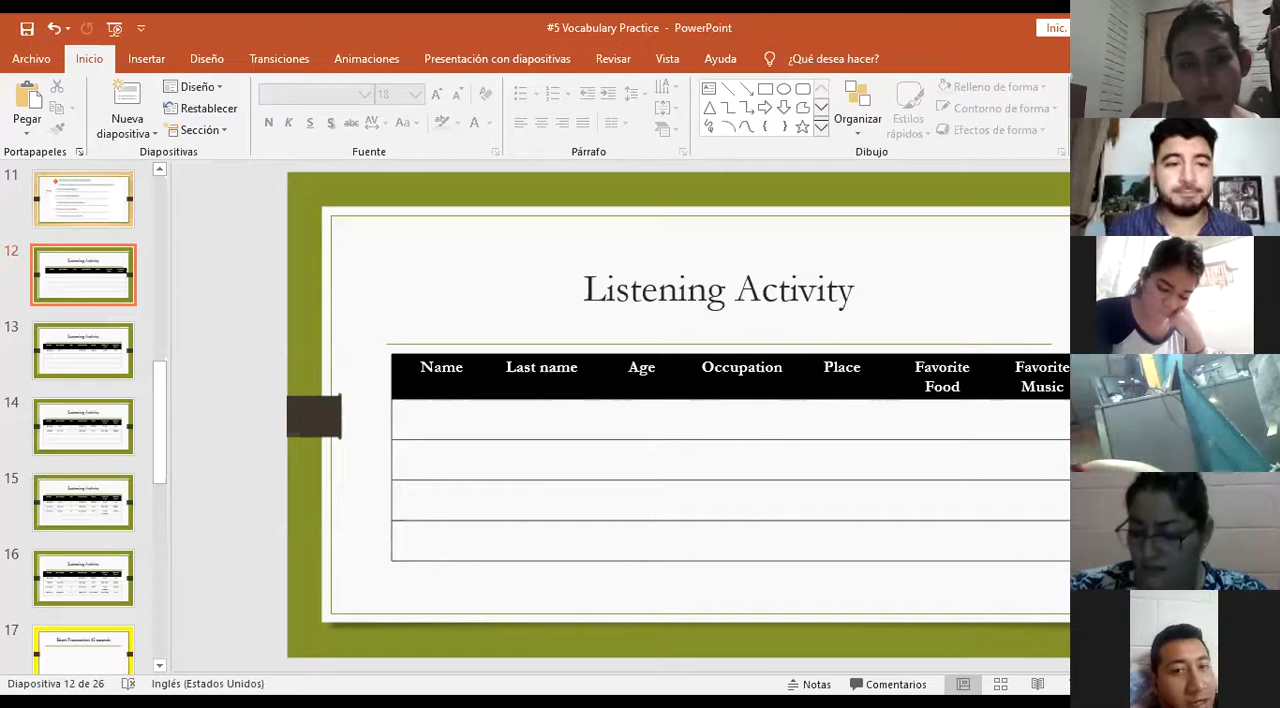 #5 Vocabulary Practice - PowerPoint
Inic.
Archivo Inicio Insertar Diseño Transiciones Animaciones Presentación con diapositivas Revisar Vista Ayuda ¿Qué desea hacer?
Pegar
Nueva diapositiva
Diseño
Restablecer
Sección
18
N K S S abc AV Aa A
Organizar
Estilos rápidos
Relleno de forma
Contorno de forma
Efectos de forma
Portapapeles Diapositivas Fuente Párrafo Dibujo
11
12
13
14
15
16
17
Listening Activity
Name Last name Age Occupation Place Favorite Food Favorite Music
Diapositiva 12 de 26 Inglés (Estados Unidos) Notas Comentarios